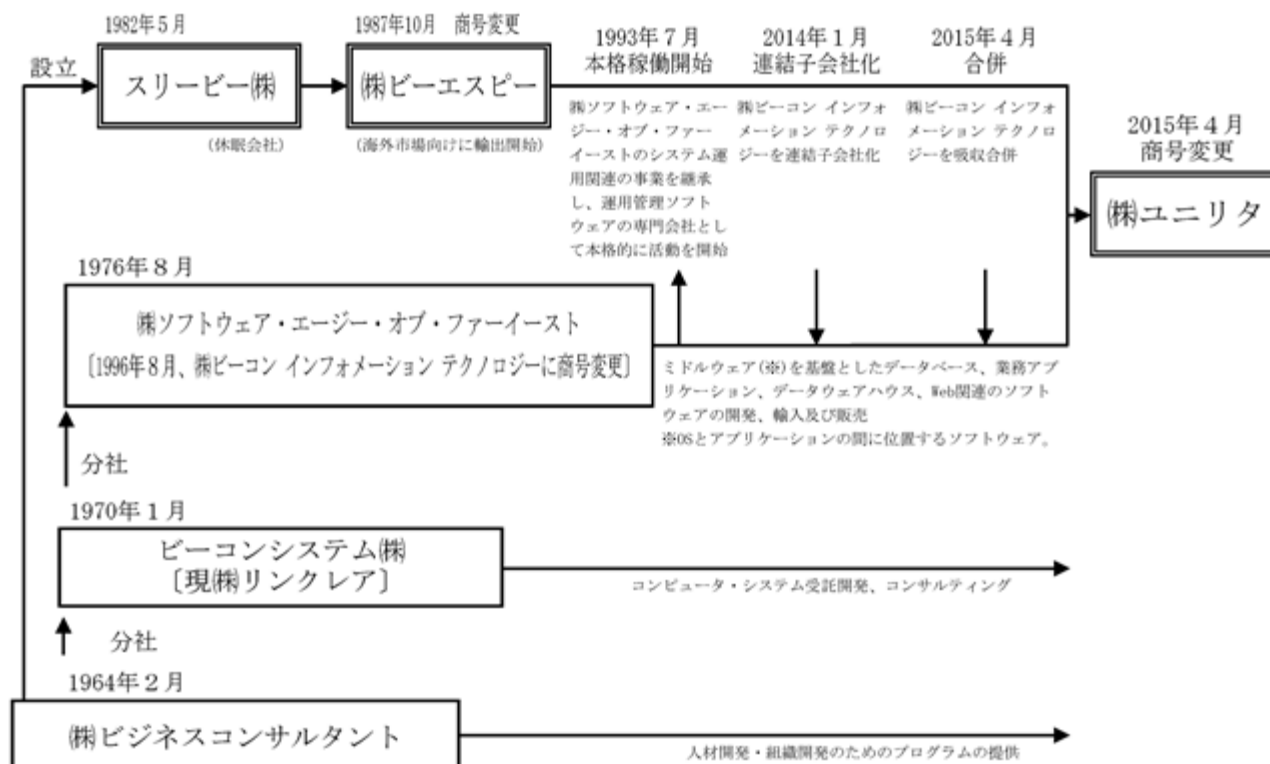 1982年5月
スリービー㈱
(休眠会社)
設立
1987年10月 商号変更
㈱ビーエスピー
(海外市場向けに輸出開始)
1993年7月
本格稼働開始
㈱ソフトウェア・エー
ジー・オブ・ファー
イーストのシステム運
用関連の事業を継承
し、運用管理ソフト
ウェアの専門会社とし
て本格的に活動を開始
2014年1月
連結子会社化
㈱ビーコン インフォ
メーション テクノロ
ジーを連結子会社化
2015年4月
合併
㈱ビーコン インフォ
メーション テクノロ
ジーを吸収合併
2015年4月
商号変更
㈱ユニリタ
1976年8月
㈱ソフトウェア・エージー・オブ・ファーイースト
〔1996年8月、㈱ビーコン インフォメーション テクノロジーに商号変更〕
ミドルウェア(※)を基盤としたデータベース、業務アプ
リケーション、データウェアハウス、Web関連のソフト
ウェアの開発、輸入及び販売
※OSとアプリケーションの間に位置するソフトウェア。
分社
1970年1月
ビーコンシステム㈱
〔現㈱リンクレア〕
コンピュータ・システム受託開発、コンサルティング
分社
1964年2月
㈱ビジネスコンサルタント
人材開発・組織開発のためのプログラムの提供